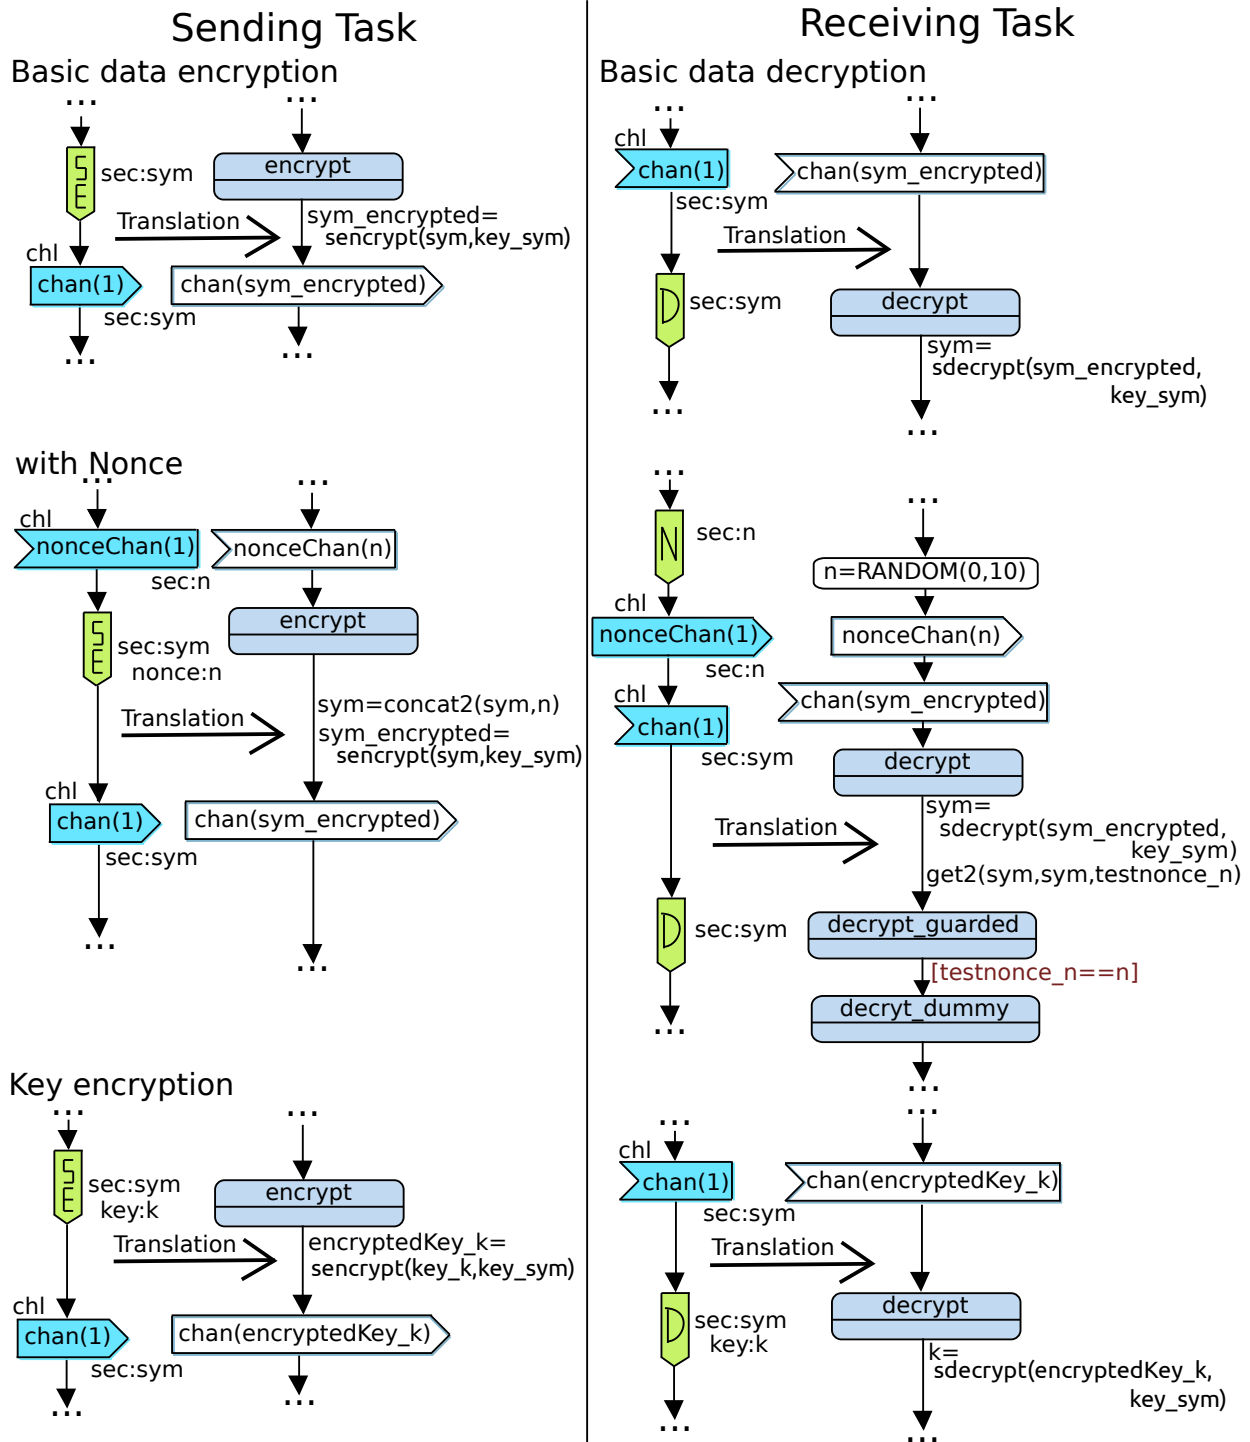 Sending Task
Basic data encryption
...
...
SE
sec:sym
encrypt
Translation
sym_encrypted=
sencrypt(sym,key_sym)
chl
chan(1)
chan(sym_encrypted)
sec:sym
...
...
with Nonce
...
...
chl
nonceChan(1)
nonceChan(n)
sec:n
SE
encrypt
sec:sym
nonce:n
sym=concat2(sym,n)
Translation
sym_encrypted=
sencrypt(sym,key_sym)
chl
chan(1)
chan(sym_encrypted)
sec:sym
...
...
Key encryption
...
...
SE
sec:sym
key:k
encrypt
Translation
encryptedKey_k=
sencrypt(key_k,key_sym)
chl
chan(1)
chan(encryptedKey_k)
sec:sym
...
...
Receiving Task
Basic data decryption
...
...
chl
chan(1)
chan(sym_encrypted)
sec:sym
Translation
D
sec:sym
decrypt
sym=
sdecrypt(sym_encrypted,
key_sym)
...
...
...
...
N
sec:n
n=RANDOM(0,10)
chl
nonceChan(1)
nonceChan(n)
sec:n
chl
chan(1)
chan(sym_encrypted)
sec:sym
decrypt
Translation
sym=
sdecrypt(sym_encrypted,
key_sym)
get2(sym,sym,testnonce_n)
D
sec:sym
decrypt_guarded
[testnonce_n==n]
decryt_dummy
...
...
...
...
chl
chan(1)
chan(encryptedKey_k)
sec:sym
Translation
D
sec:sym
key:k
decrypt
k=
sdecrypt(encryptedKey_k,
key_sym)
...
...